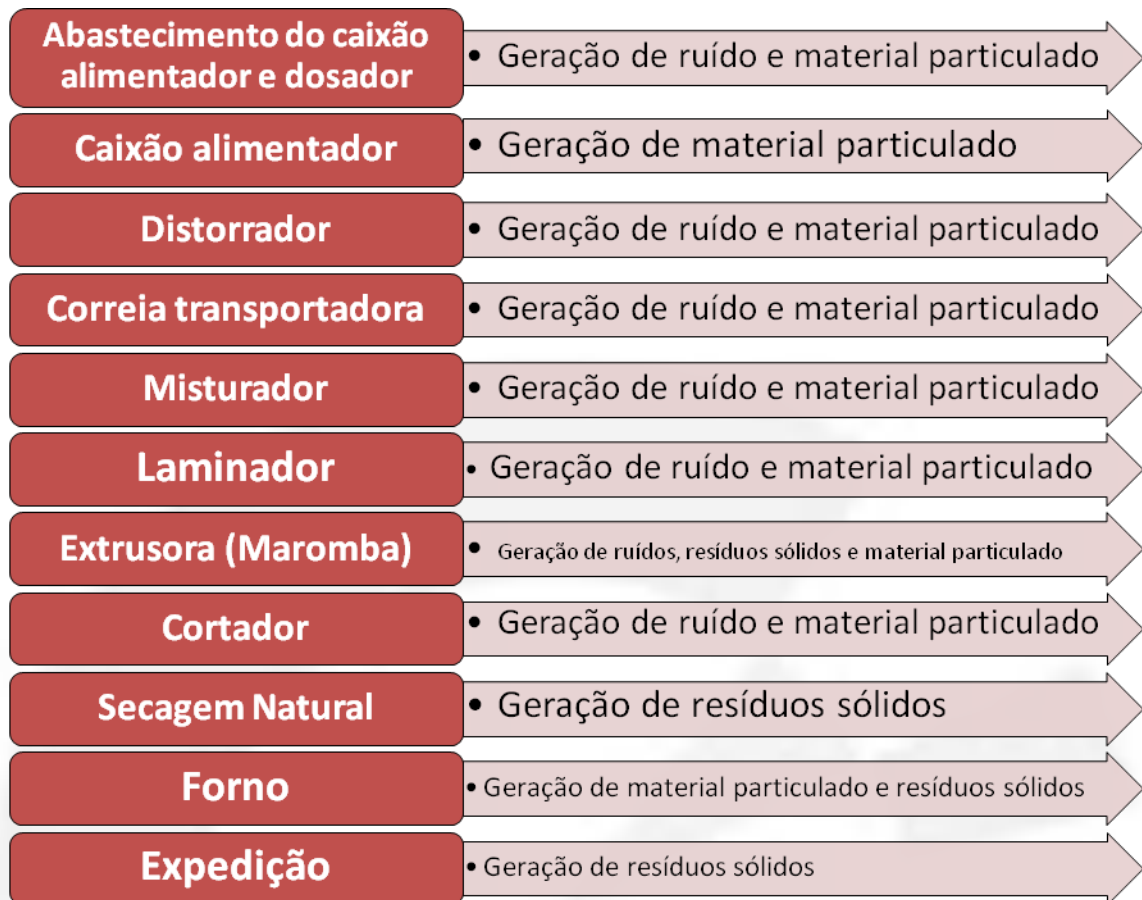 Abastecimento do caixão
alimentador e dosador
• Geração de ruído e material particulado
Caixão alimentador
• Geração de material particulado
Distorrador
• Geração de ruído e material particulado
Correia transportadora
• Geração de ruído e material particulado
Misturador
• Geração de ruído e material particulado
Laminador
• Geração de ruído e material particulado
Extrusora (Maromba)
• Geração de ruídos, resíduos sólidos e material particulado
Cortador
• Geração de ruído e material particulado
Secagem Natural
• Geração de resíduos sólidos
Forno
• Geração de material particulado e resíduos sólidos
Expedição
• Geração de resíduos sólidos